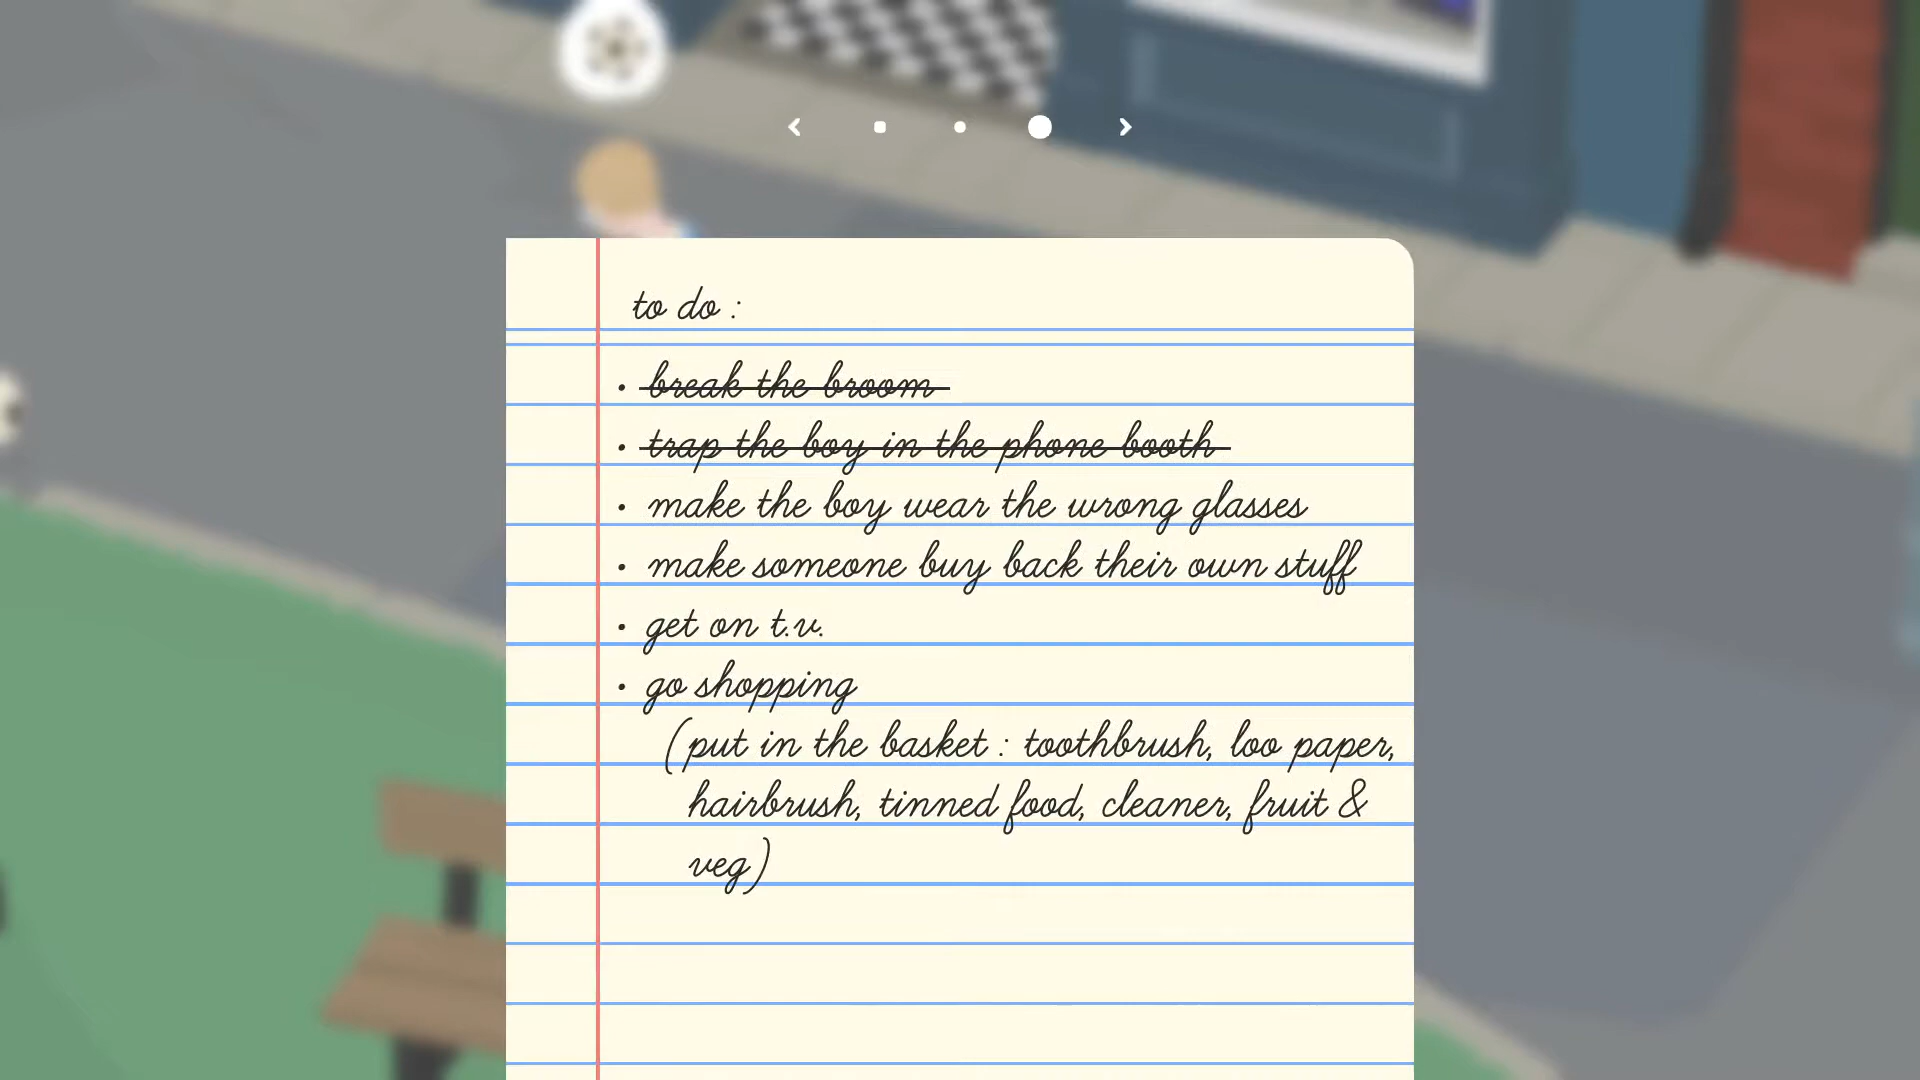 to do :
• break the broom
• trap the boy in the phone booth
• make the boy wear the wrong glasses
• make someone buy back their own stuff
• get on t.v.
• go shopping
(put in the basket : toothbrush, loo paper,
hairbrush, tinned food, cleaner, fruit &
veg)